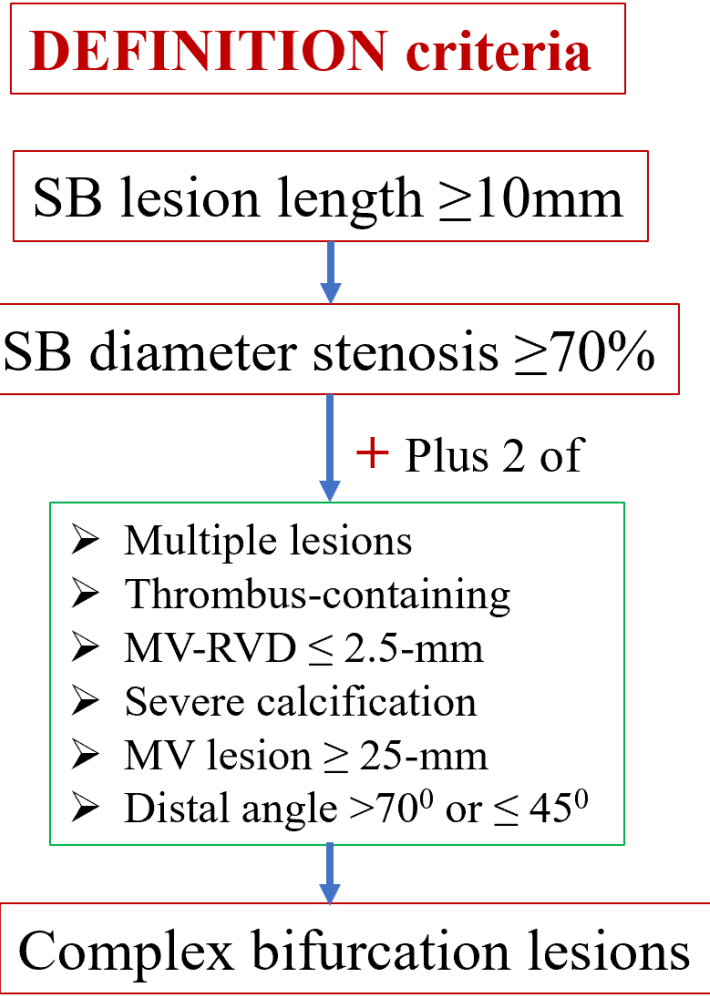 DEFINITION criteria
SB lesion length ≥10mm
SB diameter stenosis ≥70%
+ Plus 2 of
➢ Multiple lesions
➢ Thrombus-containing
➢ MV-RVD ≤ 2.5-mm
➢ Severe calcification
➢ MV lesion ≥ 25-mm
➢ Distal angle >70⁰ or ≤ 45⁰
Complex bifurcation lesions